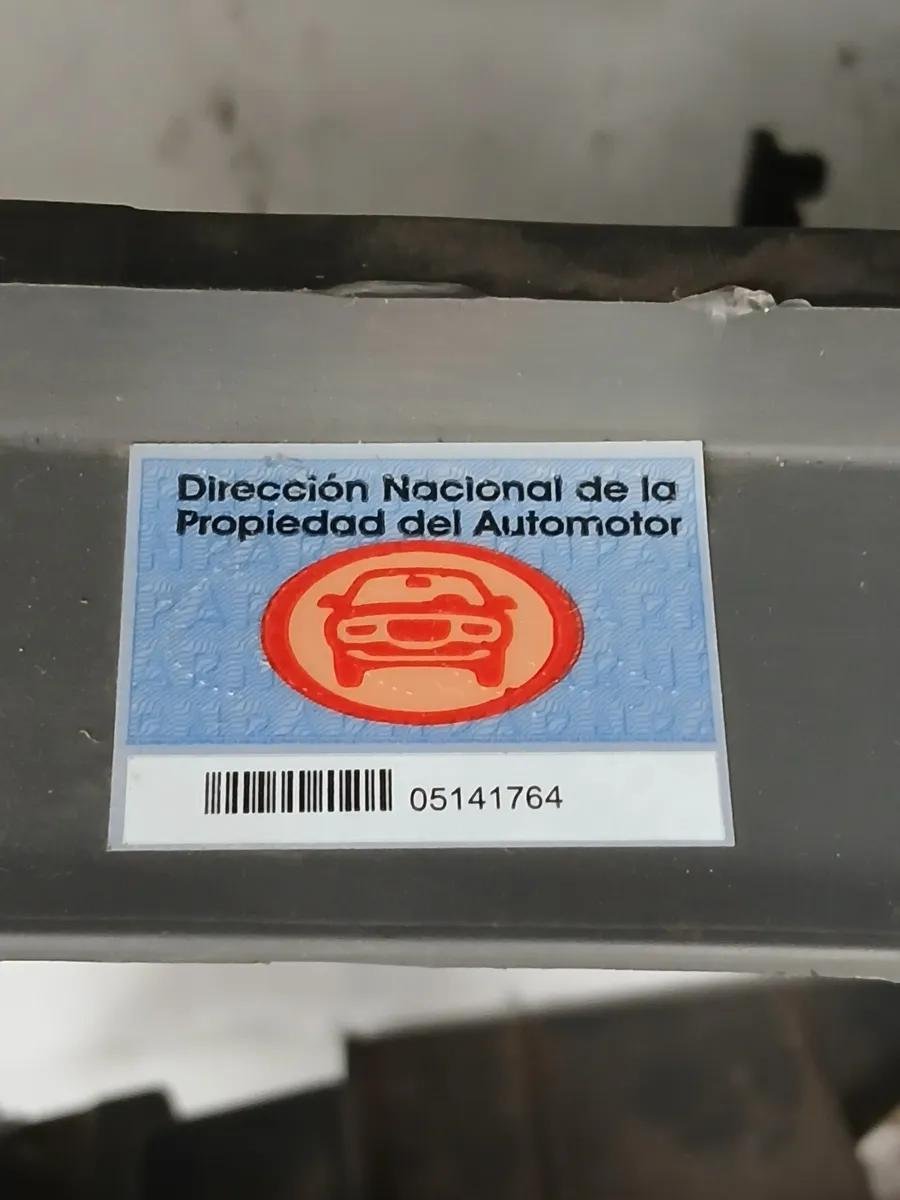 Dirección Nacional de la
Propiedad del Automotor
05141764